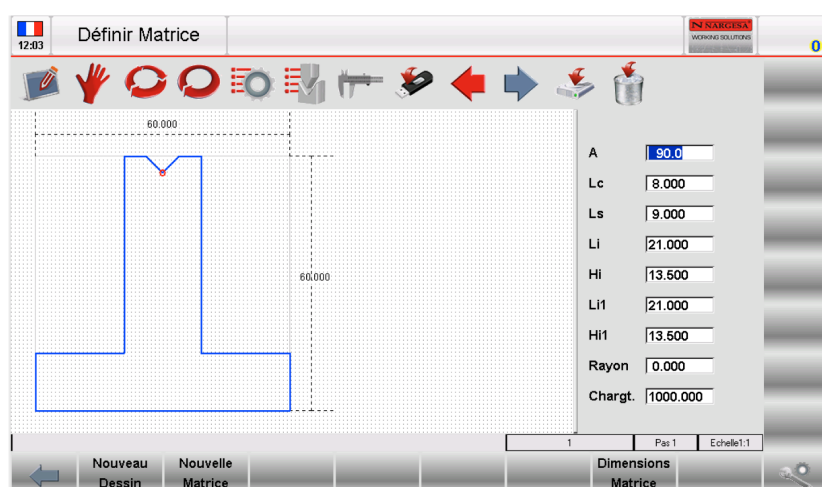 12:03
Définir Matrice
NARGESA
WORKING SOLUTIONS
0
60.000
60.000
A 90.0
Lc 8.000
Ls 9.000
Li 21.000
Hi 13.500
Li1 21.000
Hi1 13.500
Rayon 0.000
Chargt. 1000.000
1 Pas 1 Echelle1:1
Nouveau Dessin
Nouvelle Matrice
Dimensions Matrice